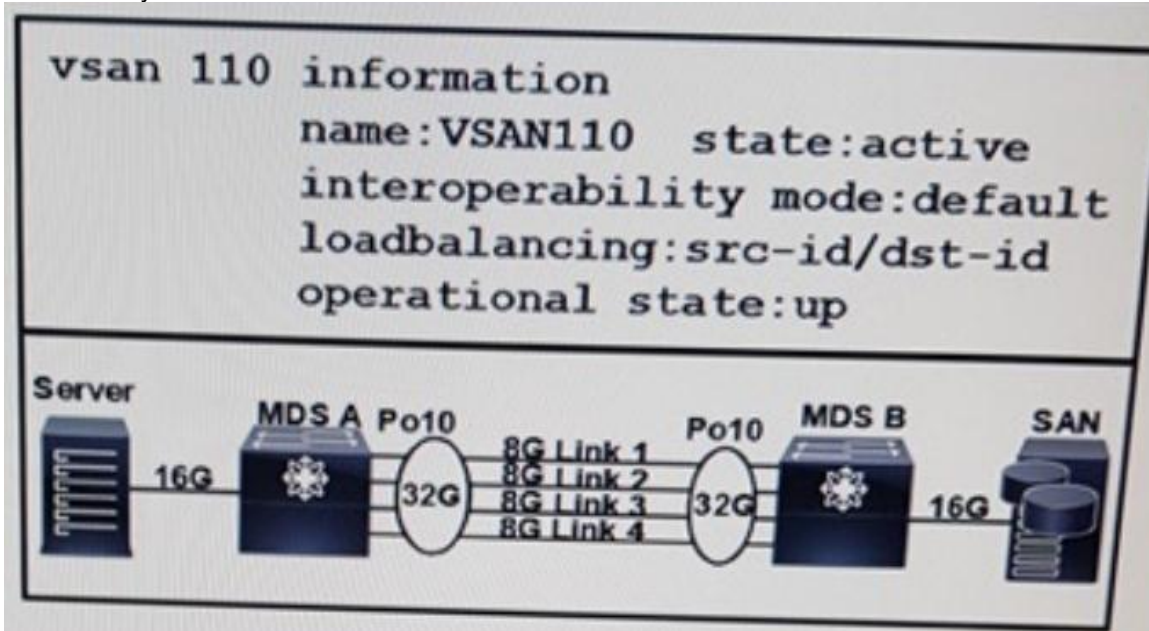 vsan 110 information
name:VSAN110 state:active
interoperability mode:default
loadbalancing:src-id/dst-id
operational state:up
Server
MDS A Po10
Po10 MDS B
SAN
16G
32G
8G Link 1
8G Link 2
8G Link 3
8G Link 4
32G
16G